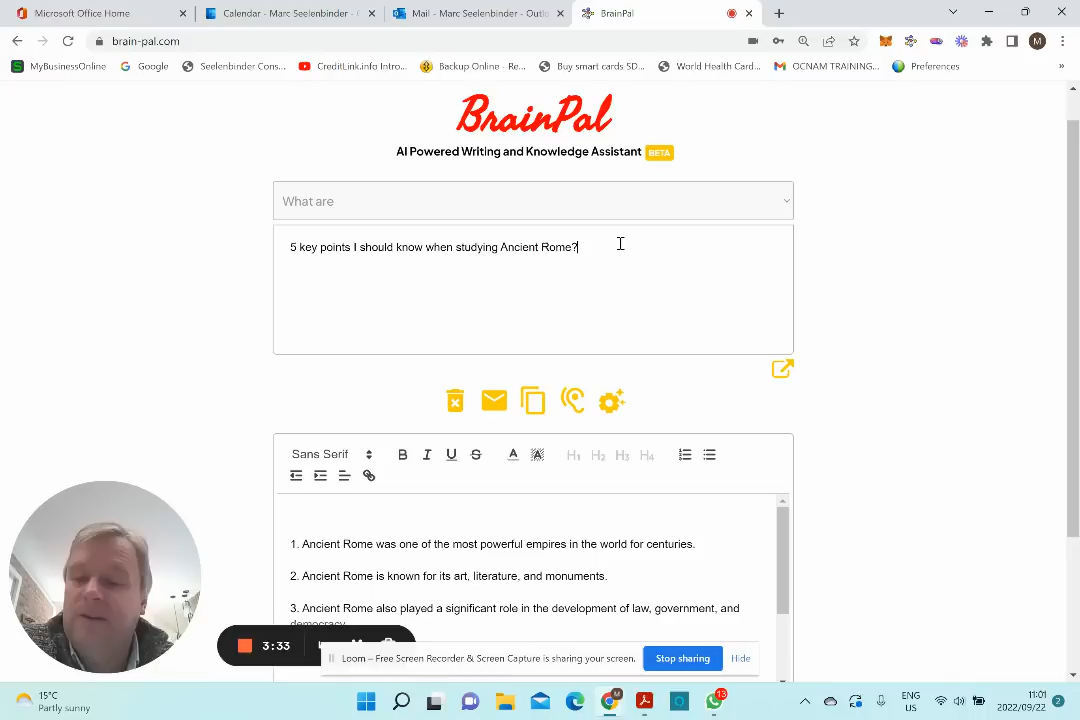 Microsoft Office Home
Calendar - Marc Seelenbinder -
Mail - Marc Seelenbinder - Outlo
BrainPal
brain-pal.com
M
MyBusinessOnline
Google
Seelenbinder Cons...
CreditLink.info Intro...
Backup Online - Re...
Buy smart cards SD...
World Health Card...
OCNAM TRAINING...
Preferences
»
BrainPal
AI Powered Writing and Knowledge Assistant BETA
What are
5 key points I should know when studying Ancient Rome?
Sans Serif B I U S A A H1 H2 H3 H4
1. Ancient Rome was one of the most powerful empires in the world for centuries.
2. Ancient Rome is known for its art, literature, and monuments.
3. Ancient Rome also played a significant role in the development of law, government, and
democracy.
3:33
Loom – Free Screen Recorder & Screen Capture is sharing your screen.
Stop sharing
Hide
15°C
Partly sunny
M
13
ENG
US
11:01
2022/09/22